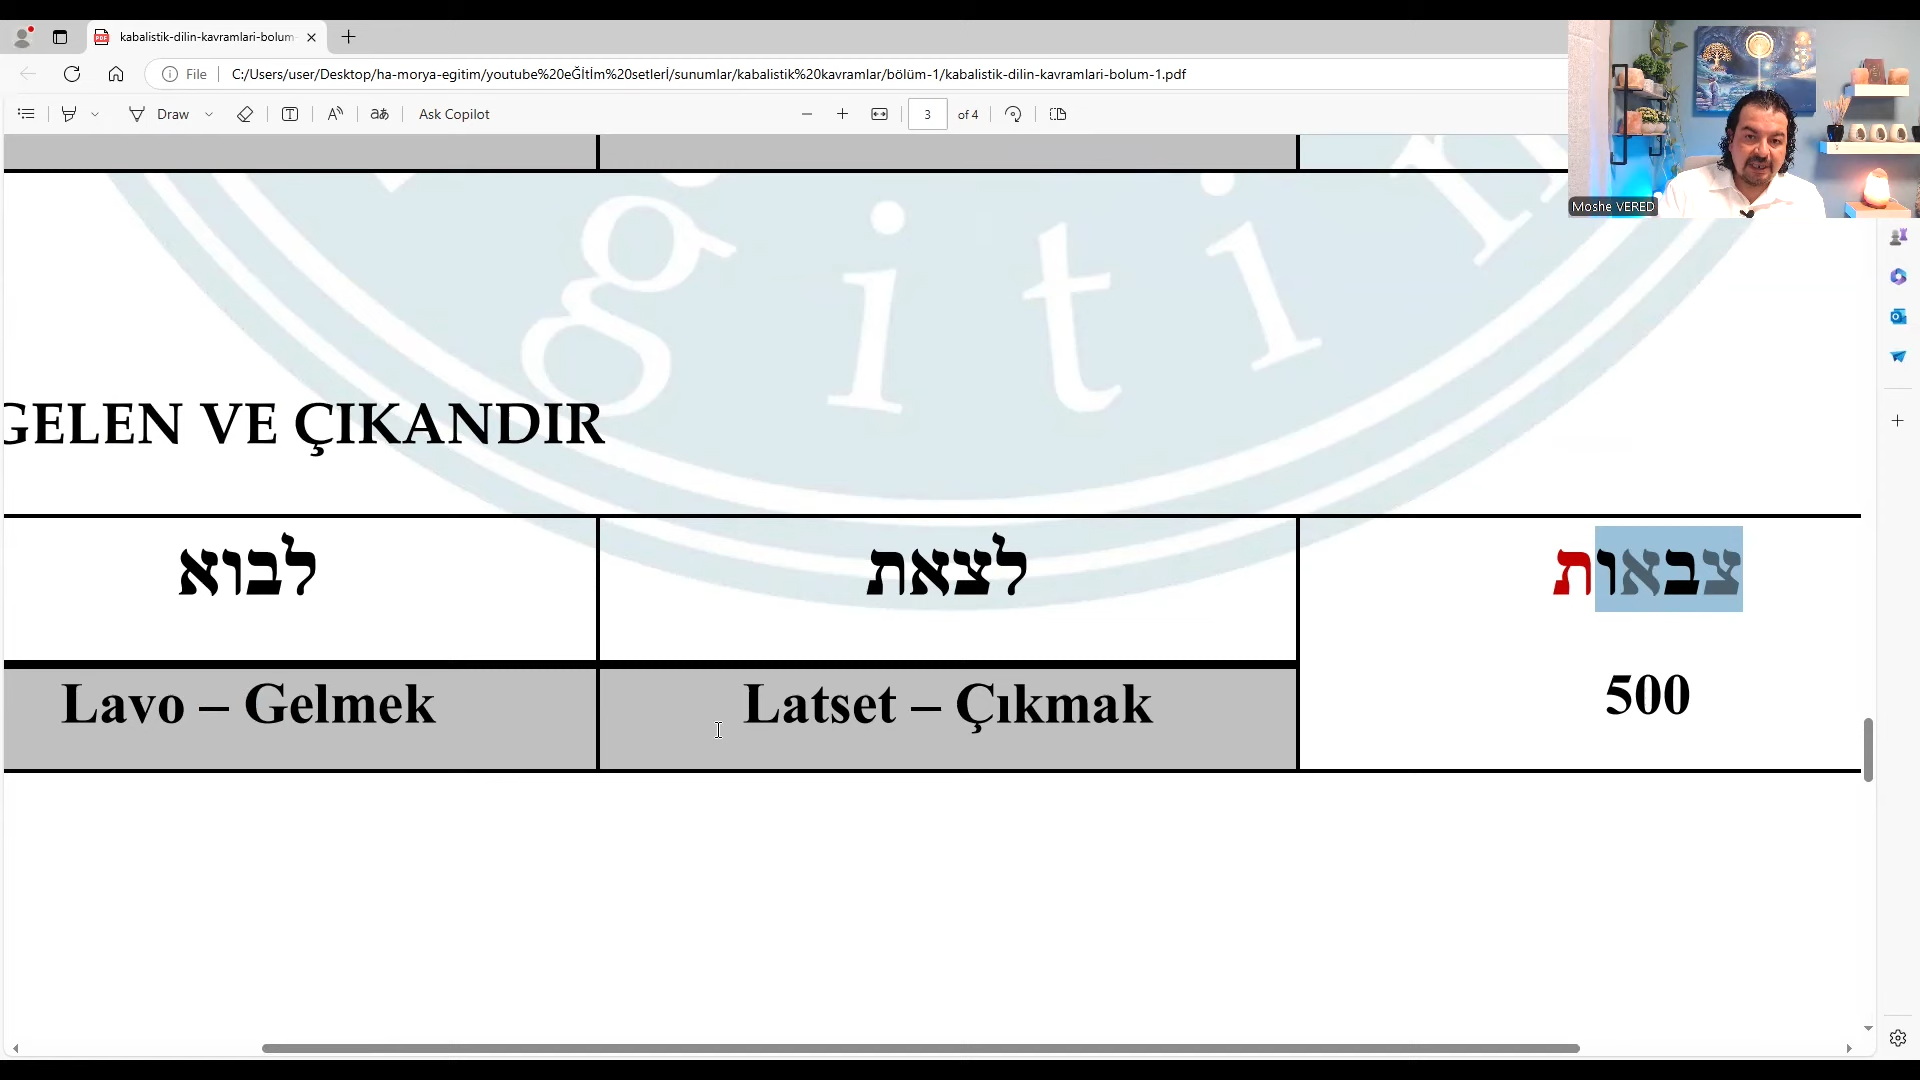 kabalistik-dilin-kavramlari-bolum-
File
C:/Users/user/Desktop/ha-morya-egitim/youtube%20eĞİtİm%20setlerİ/sunumlar/kabalistik%20kavramlar/bölüm-1/kabalistik-dilin-kavramlari-bolum-1.pdf
Draw
Ask Copilot
3 of 4
Moshe VERED
ğitim
GELEN VE ÇIKANDIR
לבוא
לצאת
צבאות
Lavo – Gelmek
Latset – Çıkmak
500